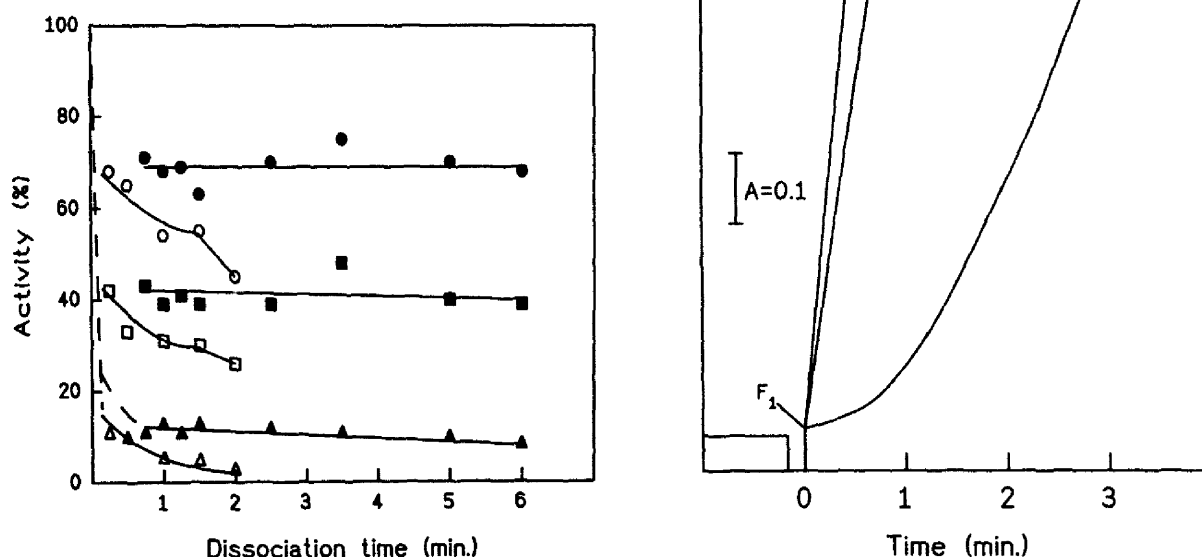 100
80
60
40
20
0
Activity (%)
1 2 3 4 5 6
Dissociation time (min.)
A=0.1
F1
0 1 2 3
Time (min.)